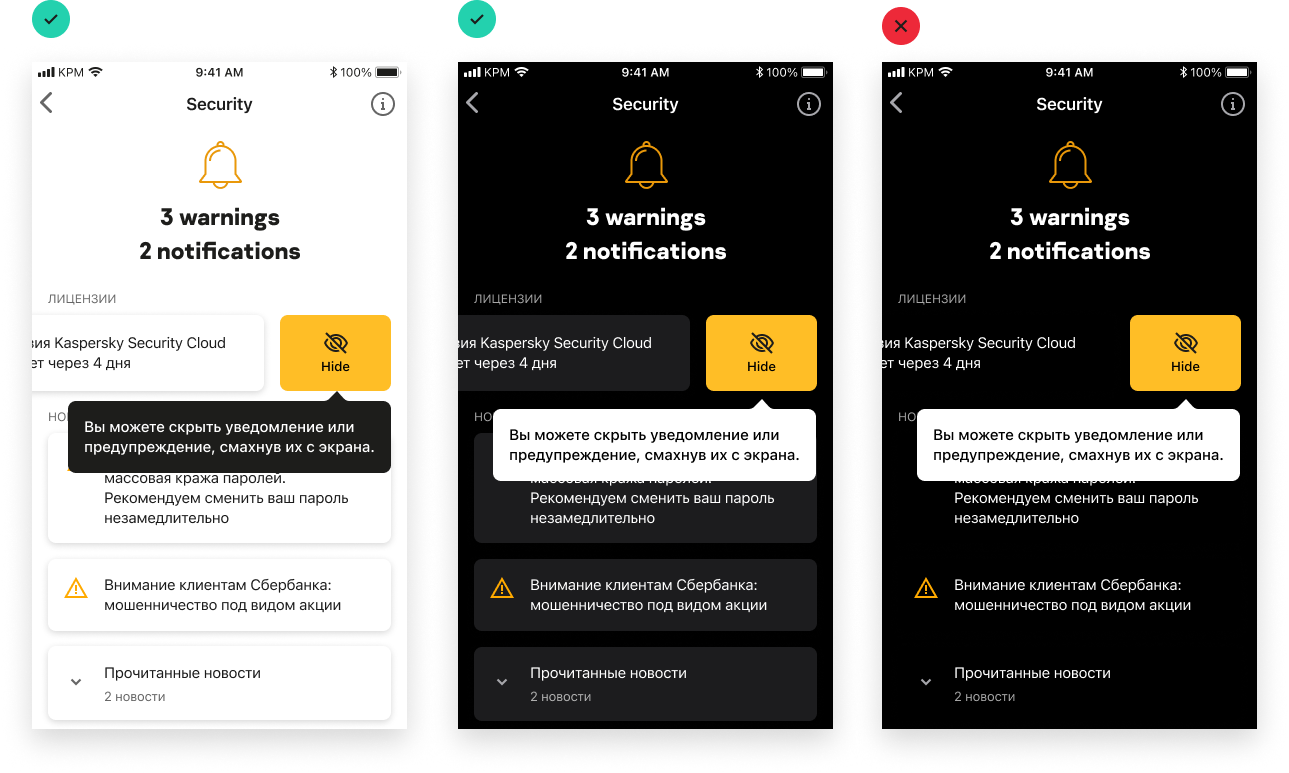 KPM 9:41 AM 100%
Security
3 warnings
2 notifications
ЛИЦЕНЗИИ
зия Kaspersky Security Cloud
ет через 4 дня
Hide
Вы можете скрыть уведомление или
предупреждение, смахнув их с экрана.
массовая кража паролей.
Рекомендуем сменить ваш пароль
незамедлительно
Внимание клиентам Сбербанка:
мошенничество под видом акции
Прочитанные новости
2 новости
KPM 9:41 AM 100%
Security
3 warnings
2 notifications
ЛИЦЕНЗИИ
зия Kaspersky Security Cloud
ет через 4 дня
Hide
Вы можете скрыть уведомление или
предупреждение, смахнув их с экрана.
массовая кража паролей.
Рекомендуем сменить ваш пароль
незамедлительно
Внимание клиентам Сбербанка:
мошенничество под видом акции
Прочитанные новости
2 новости
KPM 9:41 AM 100%
Security
3 warnings
2 notifications
ЛИЦЕНЗИИ
зия Kaspersky Security Cloud
ет через 4 дня
Hide
Вы можете скрыть уведомление или
предупреждение, смахнув их с экрана.
массовая кража паролей.
Рекомендуем сменить ваш пароль
незамедлительно
Внимание клиентам Сбербанка:
мошенничество под видом акции
Прочитанные новости
2 новости